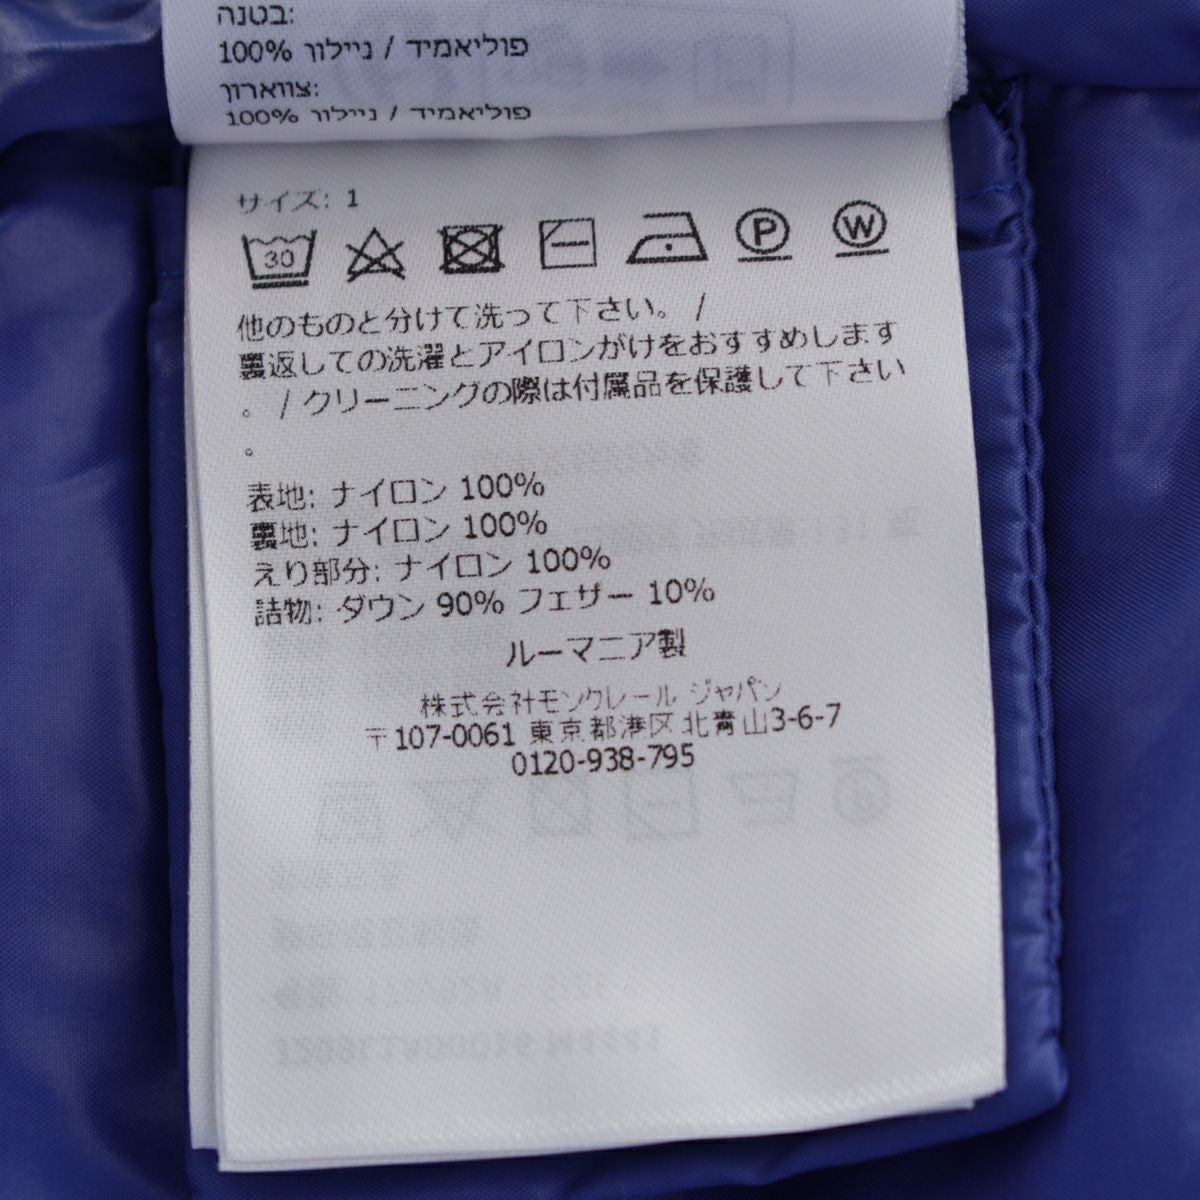 בטנה:
100% פוליאמיד / ניילון
צווארון:
100% פוליאמיד / ניילון
サイズ: 1
30
P
W
他のものと分けて洗って下さい。 /
裏返しての洗濯とアイロンがけをおすすめします
。 / クリーニングの際は付属品を保護して下さい
。
表地: ナイロン 100%
裏地: ナイロン 100%
えり部分: ナイロン 100%
詰物: ダウン 90% フェザー 10%
ルーマニア製
株式会社モンクレール ジャパン
〒107-0061 東京都港区北青山3-6-7
0120-938-795